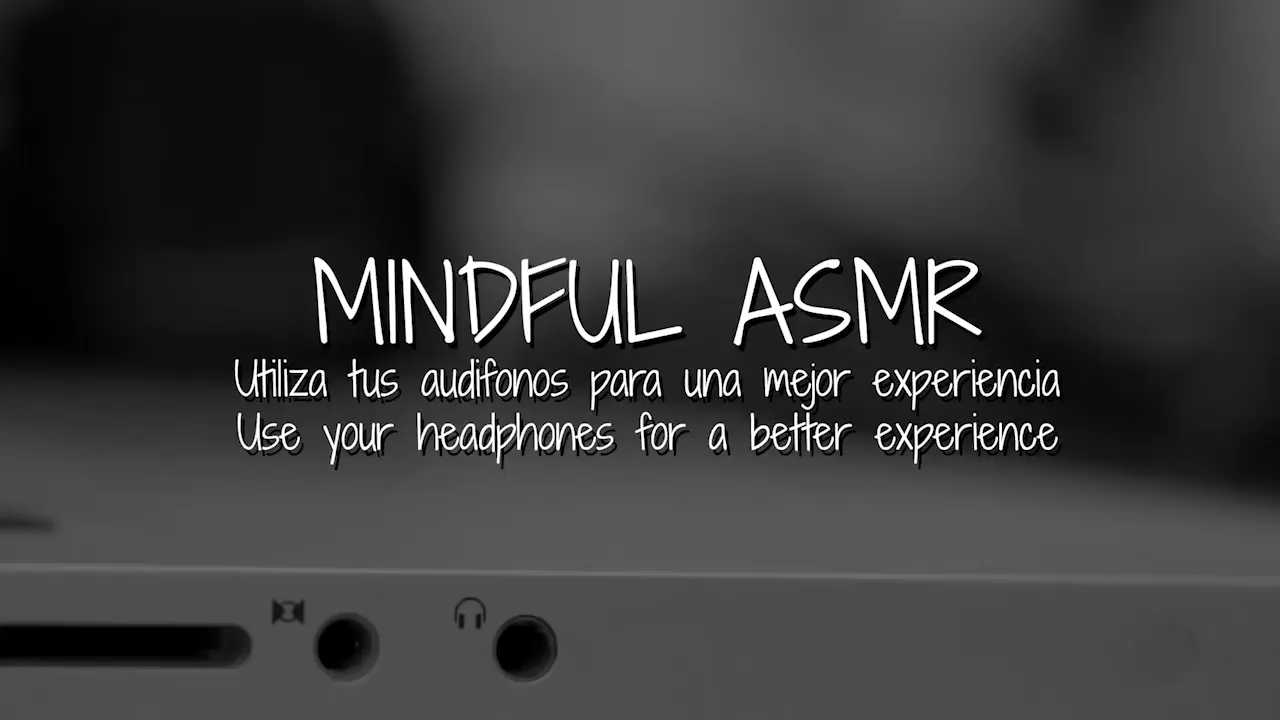 MINDFUL ASMR
Utiliza tus audifonos para una mejor experiencia
Use your headphones for a better experience